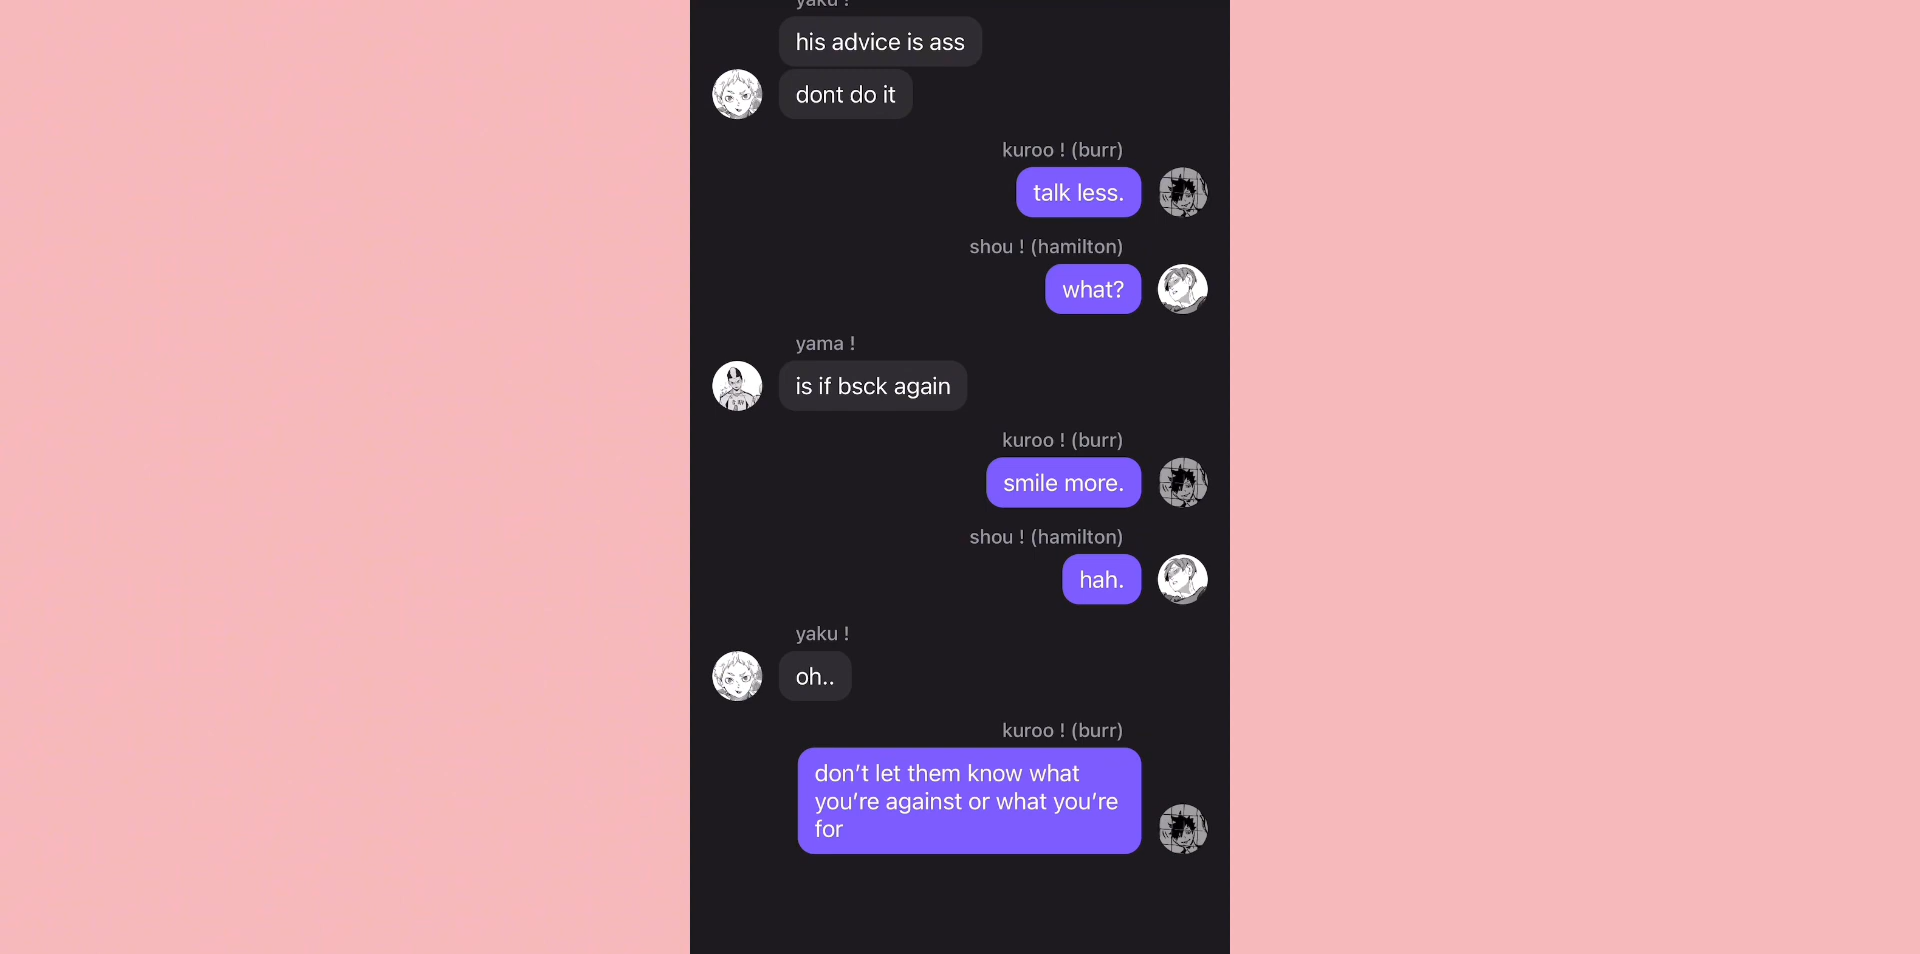 yaku !
his advice is ass
dont do it
kuroo ! (burr)
talk less.
shou ! (hamilton)
what?
yama !
is if bsck again
kuroo ! (burr)
smile more.
shou ! (hamilton)
hah.
yaku !
oh..
kuroo ! (burr)
don’t let them know what
you’re against or what you’re
for